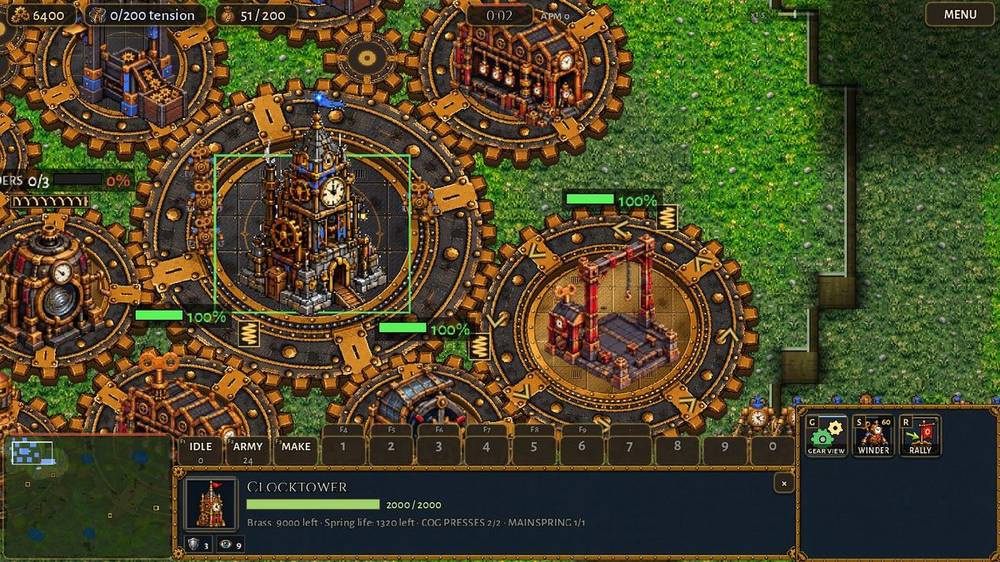 6400
0/200 tension
51/200
0:02
APM 0
MENU
ERS 0/3 0%
100%
100%
100%
IDLE
0
ARMY
24
MAKE
F4
1
F5
2
F6
3
F7
4
F8
5
F9
6
7
8
9
0
CLOCKTOWER
2000 / 2000
Brass: 9000 left · Spring life: 1320 left · COG PRESSES 2/2 · MAINSPRING 1/1
3
9
×
G
GEAR VIEW
S
60
WINDER
R
RALLY